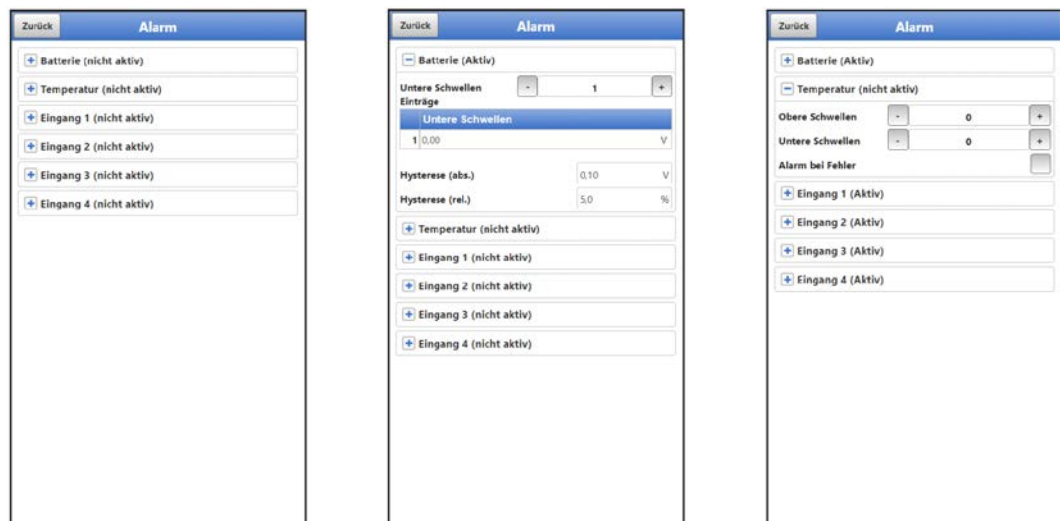 Zurück Alarm
Batterie (nicht aktiv)
Temperatur (nicht aktiv)
Eingang 1 (nicht aktiv)
Eingang 2 (nicht aktiv)
Eingang 3 (nicht aktiv)
Eingang 4 (nicht aktiv)
Zurück Alarm
Batterie (Aktiv)
Untere Schwellen - 1 +
Einträge
Untere Schwellen
1 0,00 V
Hysterese (abs.) 0,10 V
Hysterese (rel.) 5,0 %
Temperatur (nicht aktiv)
Eingang 1 (nicht aktiv)
Eingang 2 (nicht aktiv)
Eingang 3 (nicht aktiv)
Eingang 4 (nicht aktiv)
Zurück Alarm
Batterie (Aktiv)
Temperatur (nicht aktiv)
Obere Schwellen - 0 +
Untere Schwellen - 0 +
Alarm bei Fehler
Eingang 1 (Aktiv)
Eingang 2 (Aktiv)
Eingang 3 (Aktiv)
Eingang 4 (Aktiv)